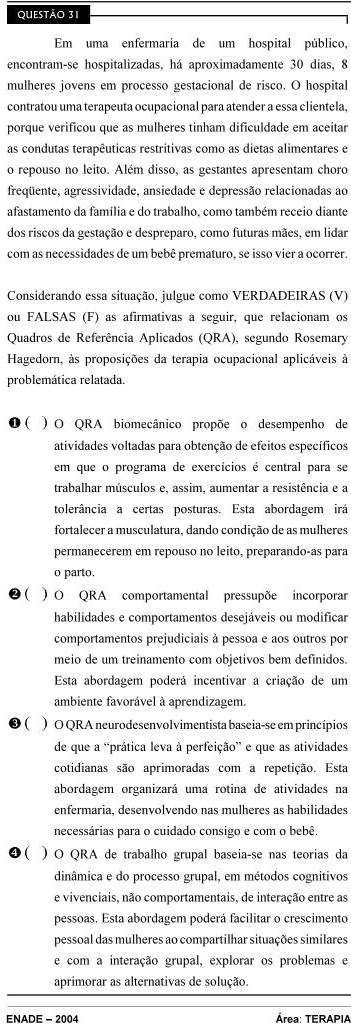 QUESTÃO 31
Em uma enfermaria de um hospital público,
encontram-se hospitalizadas, há aproximadamente 30 dias, 8
mulheres jovens em processo gestacional de risco. O hospital
contratou uma terapeuta ocupacional para atender a essa clientela,
porque verificou que as mulheres tinham dificuldade em aceitar
as condutas terapêuticas restritivas como as dietas alimentares e
o repouso no leito. Além disso, as gestantes apresentam choro
freqüente, agressividade, ansiedade e depressão relacionadas ao
afastamento da família e do trabalho, como também receio diante
dos riscos da gestação e despreparo, como futuras mães, em lidar
com as necessidades de um bebê prematuro, se isso vier a ocorrer.
Considerando essa situação, julgue como VERDADEIRAS (V)
ou FALSAS (F) as afirmativas a seguir, que relacionam os
Quadros de Referência Aplicados (QRA), segundo Rosemary
Hagedorn, às proposições da terapia ocupacional aplicáveis à
problemática relatada.
❶ ( ) O QRA biomecânico propõe o desempenho de
atividades voltadas para obtenção de efeitos específicos
em que o programa de exercícios é central para se
trabalhar músculos e, assim, aumentar a resistência e a
tolerância a certas posturas. Esta abordagem irá
fortalecer a musculatura, dando condição de as mulheres
permanecerem em repouso no leito, preparando-as para
o parto.
❷ ( ) O QRA comportamental pressupõe incorporar
habilidades e comportamentos desejáveis ou modificar
comportamentos prejudiciais à pessoa e aos outros por
meio de um treinamento com objetivos bem definidos.
Esta abordagem poderá incentivar a criação de um
ambiente favorável à aprendizagem.
❸ ( ) O QRA neurodesenvolvimentista baseia-se em princípios
de que a “prática leva à perfeição” e que as atividades
cotidianas são aprimoradas com a repetição. Esta
abordagem organizará uma rotina de atividades na
enfermaria, desenvolvendo nas mulheres as habilidades
necessárias para o cuidado consigo e com o bebê.
❹ ( ) O QRA de trabalho grupal baseia-se nas teorias da
dinâmica e do processo grupal, em métodos cognitivos
e vivenciais, não comportamentais, de interação entre as
pessoas. Esta abordagem poderá facilitar o crescimento
pessoal das mulheres ao compartilhar situações similares
e com a interação grupal, explorar os problemas e
aprimorar as alternativas de solução.
ENADE – 2004 Área: TERAPIA